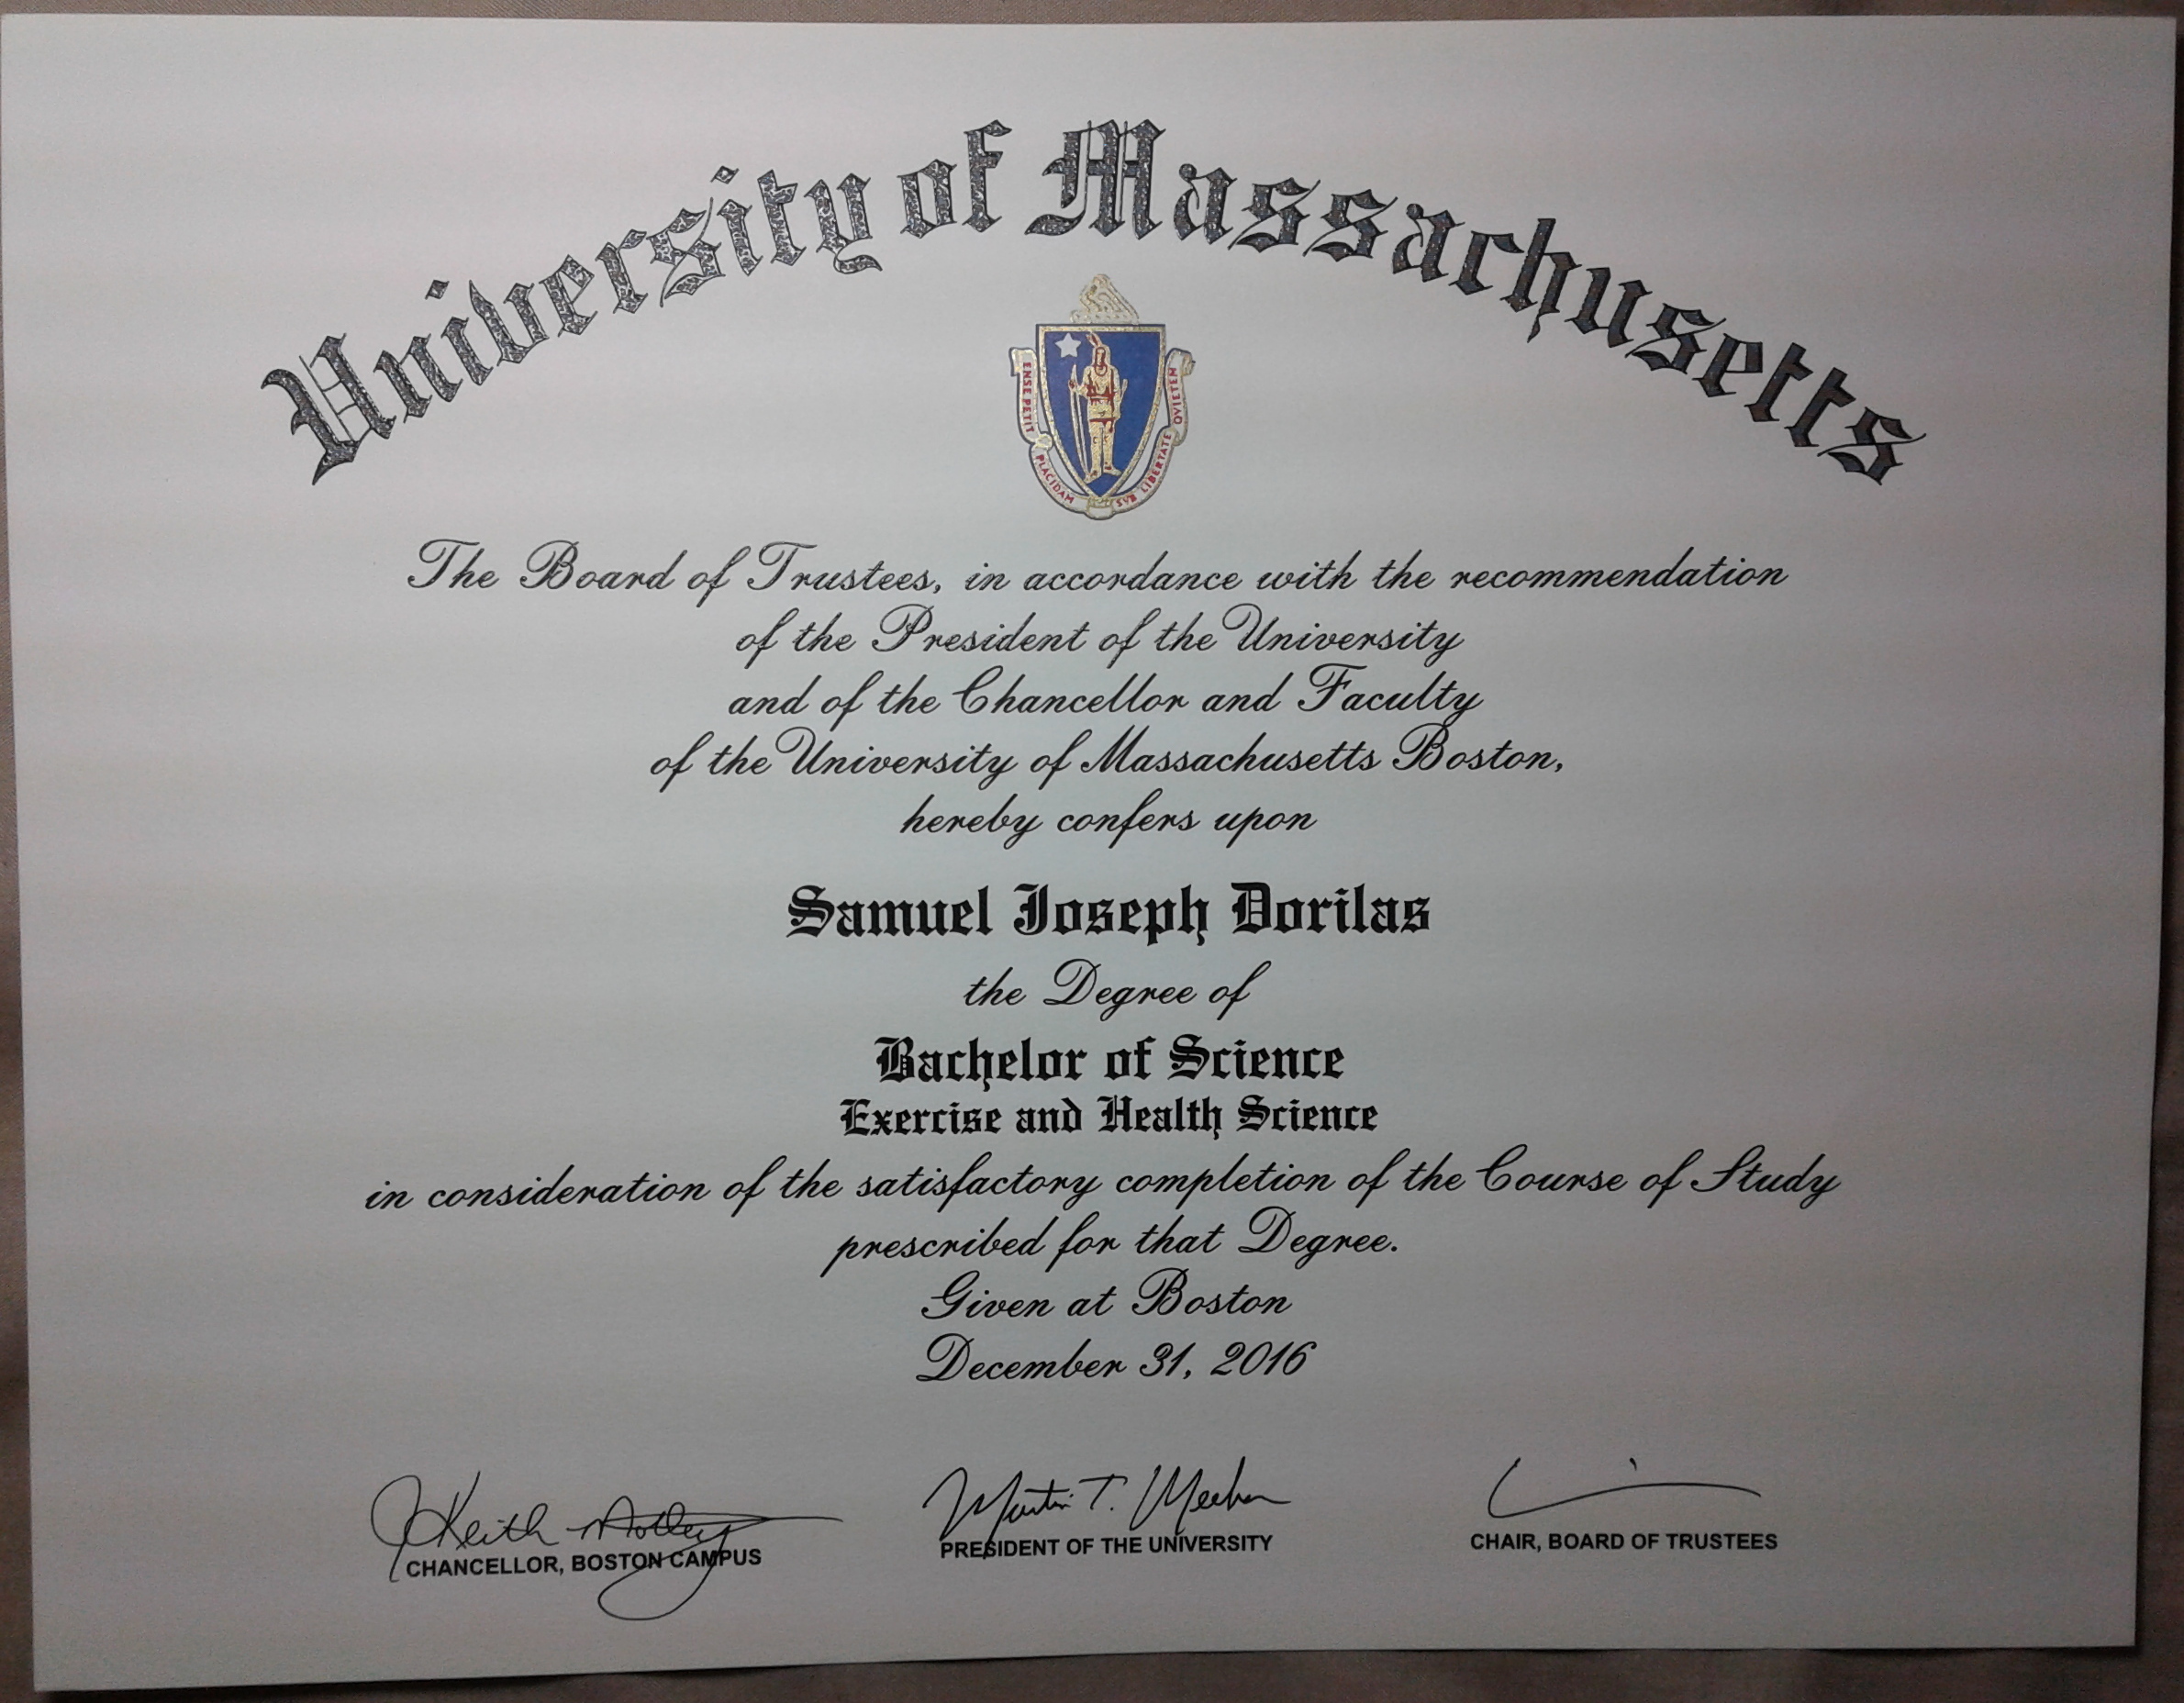 University of Massachusetts
ENSE PETIT PLACIDAM SVB LIBERTATE QVIETEM
The Board of Trustees, in accordance with the recommendation
of the President of the University
and of the Chancellor and Faculty
of the University of Massachusetts Boston,
hereby confers upon
Samuel Joseph Dorilas
the Degree of
Bachelor of Science
Exercise and Health Science
in consideration of the satisfactory completion of the Course of Study
prescribed for that Degree.
Given at Boston
December 31, 2016
J Keith Motley
CHANCELLOR, BOSTON CAMPUS
Martin T. Meehan
PRESIDENT OF THE UNIVERSITY
CHAIR, BOARD OF TRUSTEES